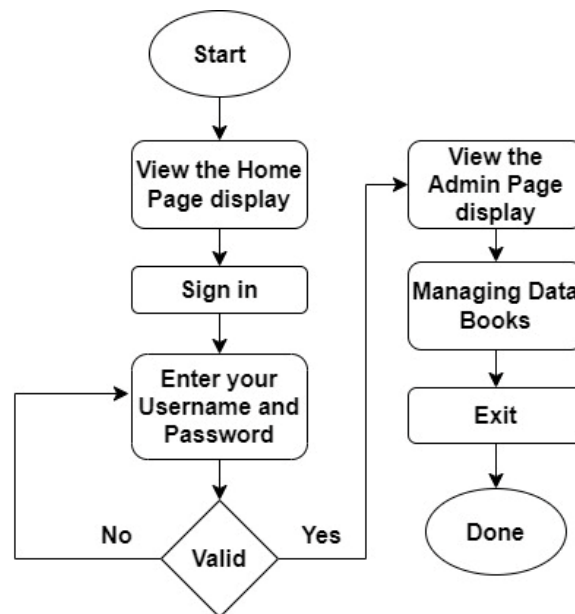 Start
View the Home
Page display
Sign in
Enter your
Username and
Password
No
Valid
Yes
View the
Admin Page
display
Managing Data
Books
Exit
Done